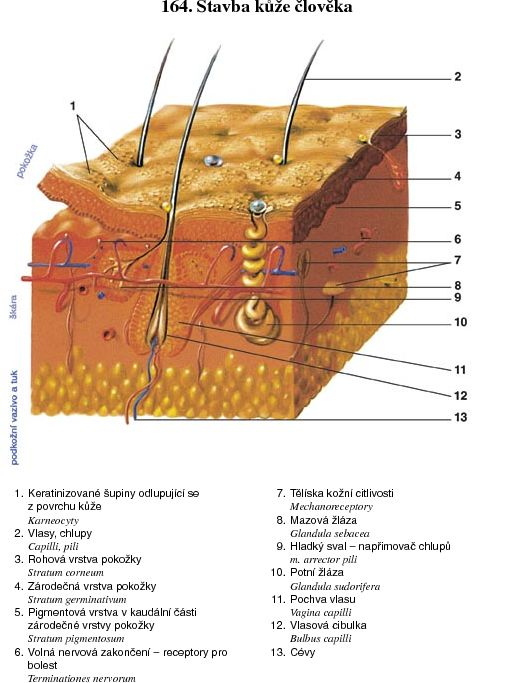 164. Stavba kůže člověka
1
2
3
4
5
6
7
8
9
10
11
12
13
pokožka
škára
podkožní vazivo a tuk
1. Keratinizované šupiny odlupující se
z povrchu kůže
Karneocyty
2. Vlasy, chlupy
Capilli, pili
3. Rohová vrstva pokožky
Stratum corneum
4. Zárodečná vrstva pokožky
Stratum germinativum
5. Pigmentová vrstva v kaudální části
zárodečné vrstvy pokožky
Stratum pigmentosum
6. Volná nervová zakončení – receptory pro
bolest
Terminationes nervorum
7. Tělíska kožní citlivosti
Mechanoreceptory
8. Mazová žláza
Glandula sebacea
9. Hladký sval – napřimovač chlupů
m. arrector pili
10. Potní žláza
Glandula sudorifera
11. Pochva vlasu
Vagina capilli
12. Vlasová cibulka
Bulbus capilli
13. Cévy